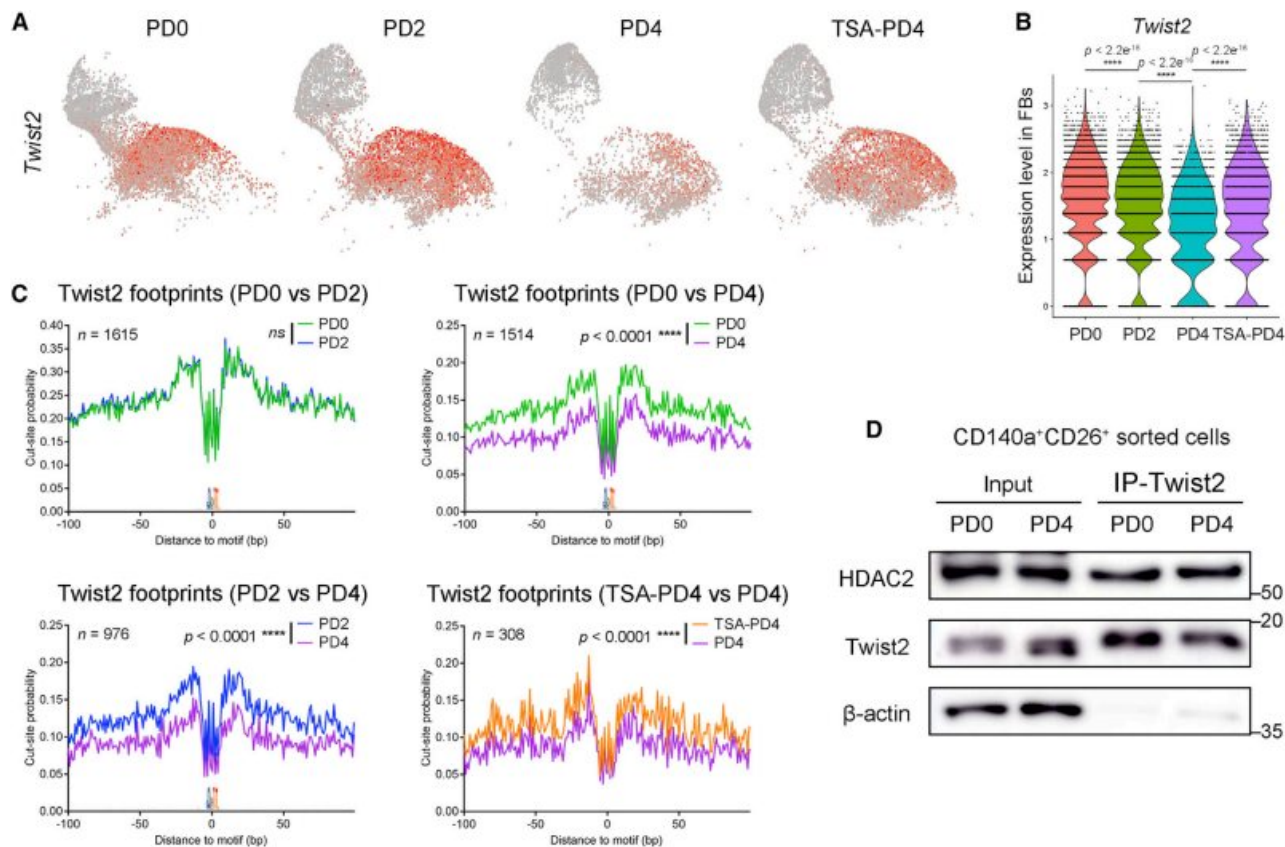 A
PD0 PD2 PD4 TSA-PD4
Twist2
B
Twist2
p < 2.2e-16 p < 2.2e-16
**** p < 2.2e-16 ****
****
Expression level in FBs
3
2
1
0
PD0 PD2 PD4 TSA-PD4
C
Twist2 footprints (PD0 vs PD2)
n = 1615 ns PD0
PD2
Cut-site probability
0.40
0.35
0.30
0.25
0.20
0.15
0.10
0.05
0.00
-100 -50 0 50
Distance to motif (bp)
Twist2 footprints (PD0 vs PD4)
n = 1514 p < 0.0001 **** PD0
PD4
Cut-site probability
0.25
0.20
0.15
0.10
0.05
0.00
-100 -50 0 50
Distance to motif (bp)
Twist2 footprints (PD2 vs PD4)
n = 976 p < 0.0001 **** PD2
PD4
Cut-site probability
0.25
0.20
0.15
0.10
0.05
0.00
-100 -50 0 50
Distance to motif (bp)
Twist2 footprints (TSA-PD4 vs PD4)
n = 308 p < 0.0001 **** TSA-PD4
PD4
Cut-site probability
0.25
0.20
0.15
0.10
0.05
0.00
-100 -50 0 50
Distance to motif (bp)
D
CD140a+CD26+ sorted cells
Input IP-Twist2
PD0 PD4 PD0 PD4
HDAC2
50
20
Twist2
β-actin
35